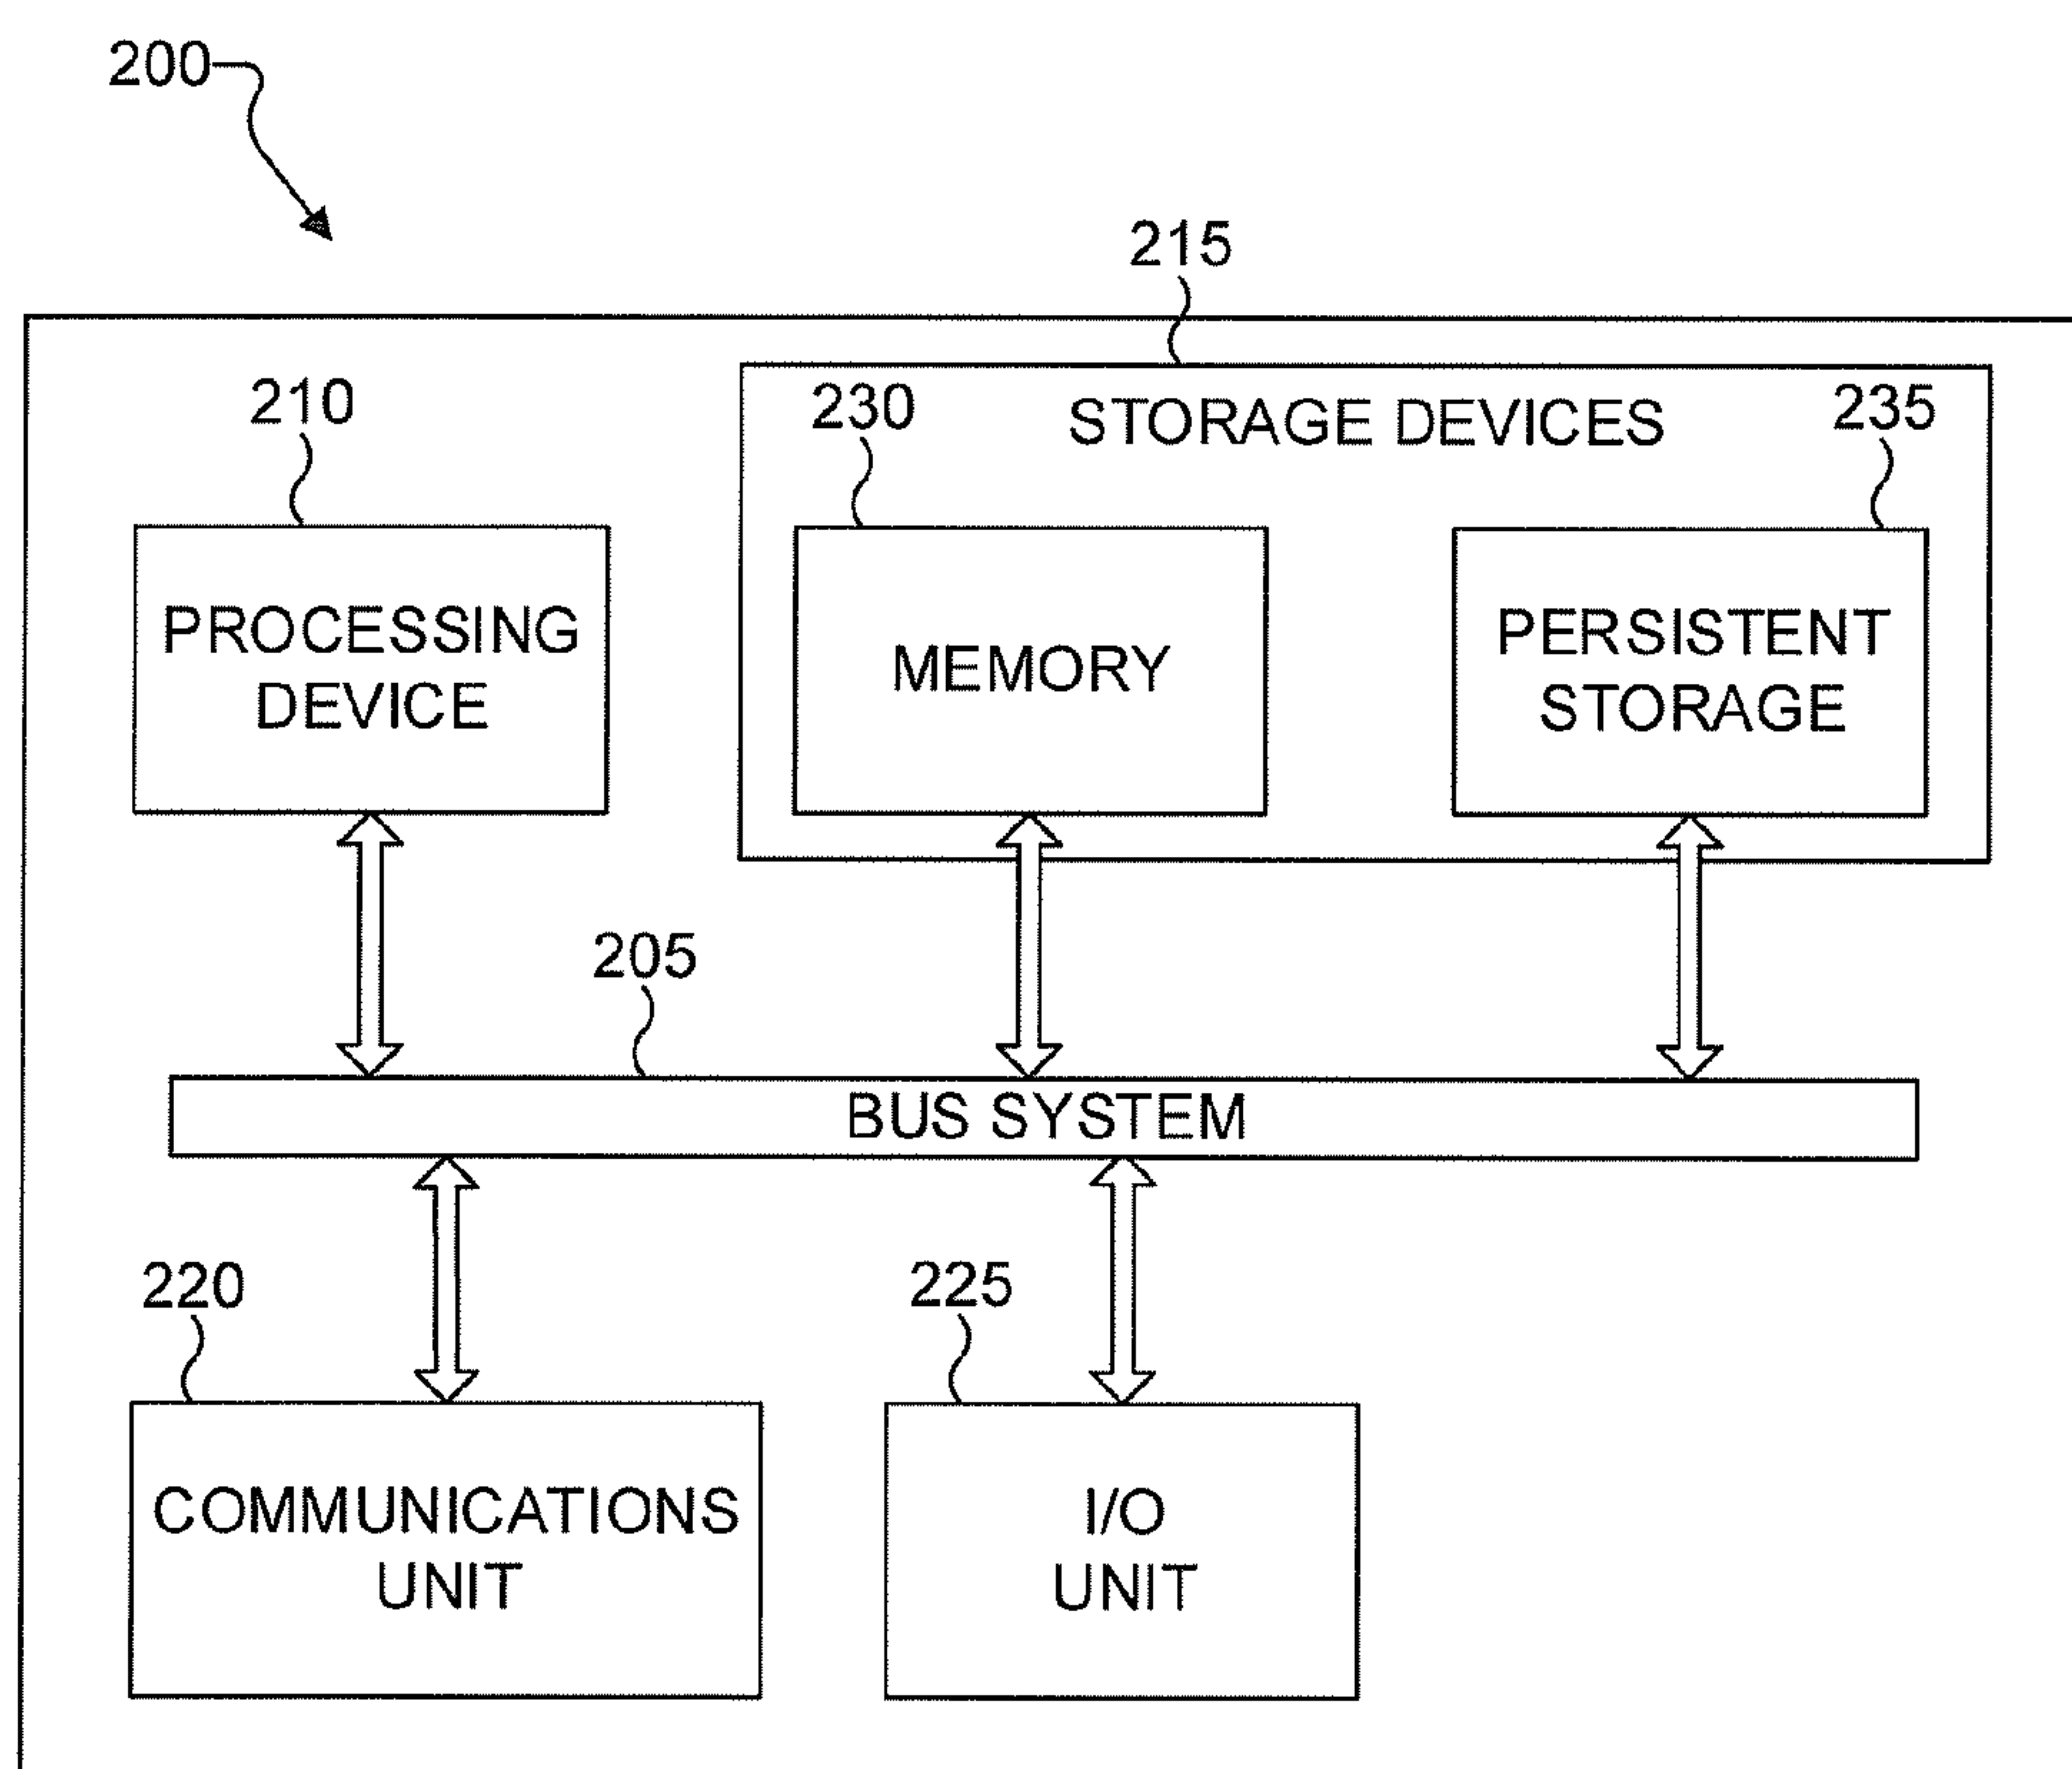 200
215
210
230
STORAGE DEVICES
235
PROCESSING
DEVICE
MEMORY
PERSISTENT
STORAGE
205
BUS SYSTEM
220
225
COMMUNICATIONS
UNIT
I/O
UNIT